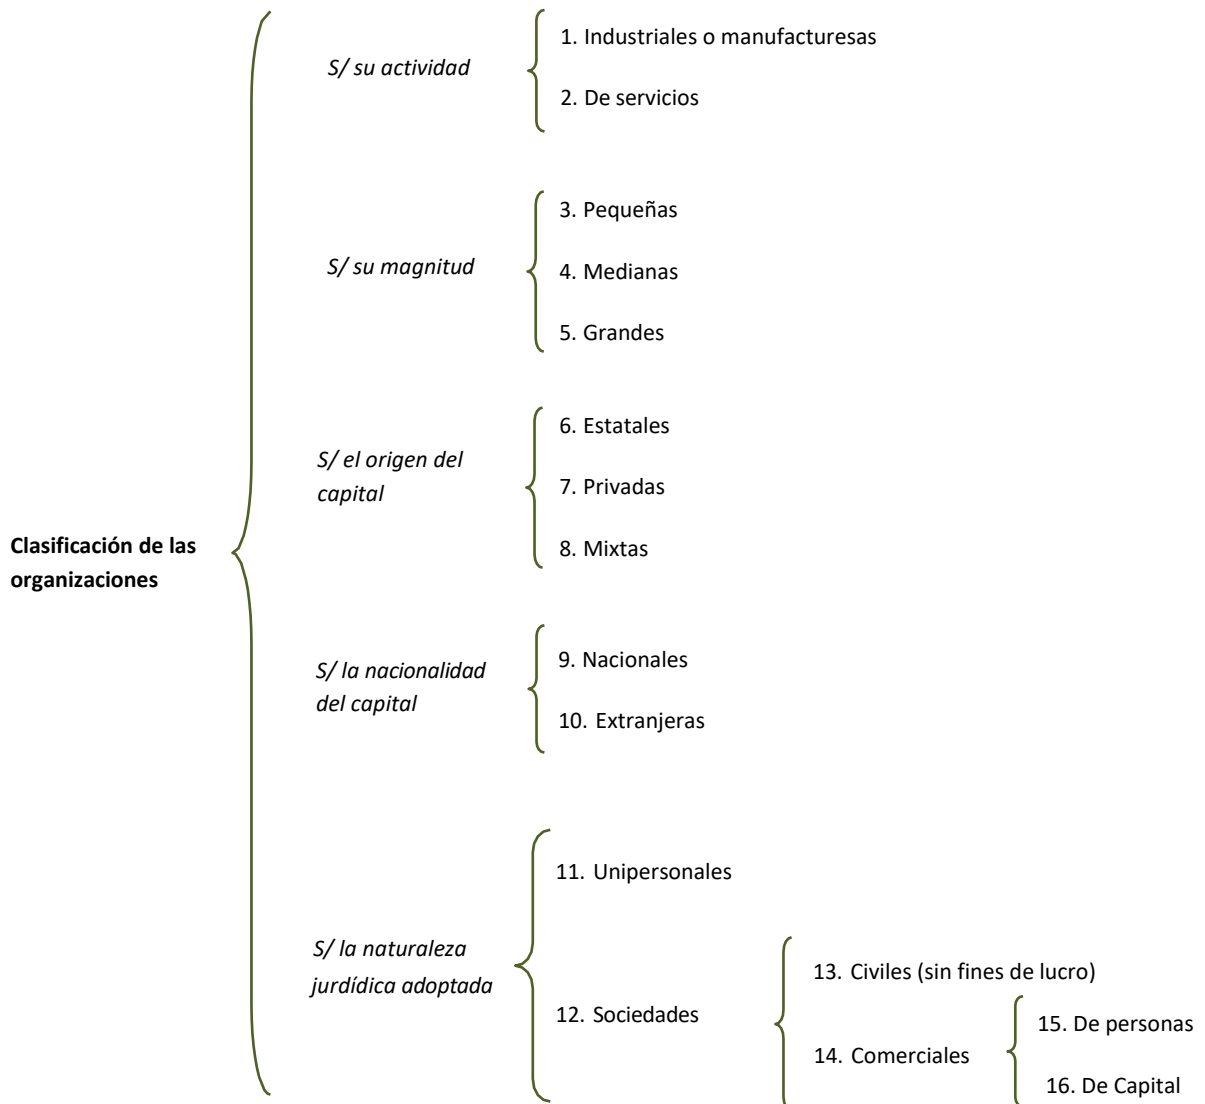 1. Industriales o manufacturesas
S/ su actividad
2. De servicios
3. Pequeñas
S/ su magnitud
4. Medianas
5. Grandes
6. Estatales
S/ el origen del
capital
7. Privadas
8. Mixtas
Clasificación de las
organizaciones
9. Nacionales
S/ la nacionalidad
del capital
10. Extranjeras
11. Unipersonales
S/ la naturaleza
jurdídica adoptada
12. Sociedades
13. Civiles (sin fines de lucro)
14. Comerciales
15. De personas
16. De Capital